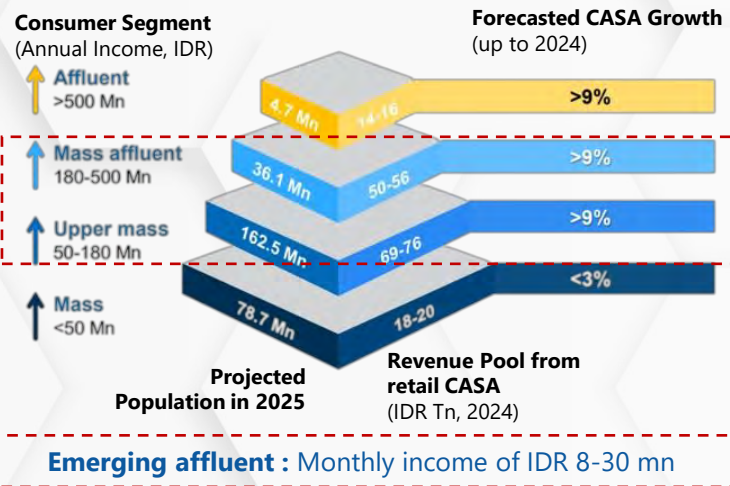 Consumer Segment
(Annual Income, IDR)
Forecasted CASA Growth
(up to 2024)
Affluent
>500 Mn
4.7 Mn
14-16
>9%
Mass affluent
180-500 Mn
36.1 Mn
50-56
>9%
Upper mass
50-180 Mn
162.5 Mn
69-76
>9%
Mass
<50 Mn
78.7 Mn
18-20
<3%
Projected
Population in 2025
Revenue Pool from
retail CASA
(IDR Tn, 2024)
Emerging affluent : Monthly income of IDR 8-30 mn